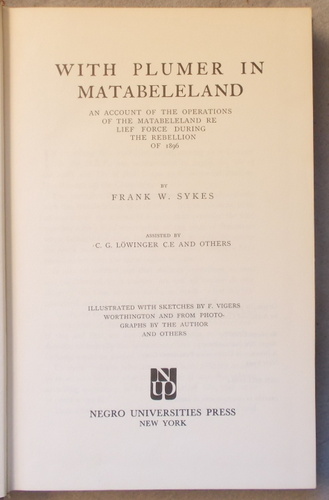 WITH PLUMER IN
MATABELELAND
AN ACCOUNT OF THE OPERATIONS
OF THE MATABELELAND RE
LIEF FORCE DURING
THE REBELLION
OF 1896
BY
FRANK W. SYKES
ASSISTED BY
C. G. LÖWINGER C.E AND OTHERS
ILLUSTRATED WITH SKETCHES BY F. VIGERS
WORTHINGTON AND FROM PHOTO-
GRAPHS BY THE AUTHOR
AND OTHERS
NUP
NEGRO UNIVERSITIES PRESS
NEW YORK